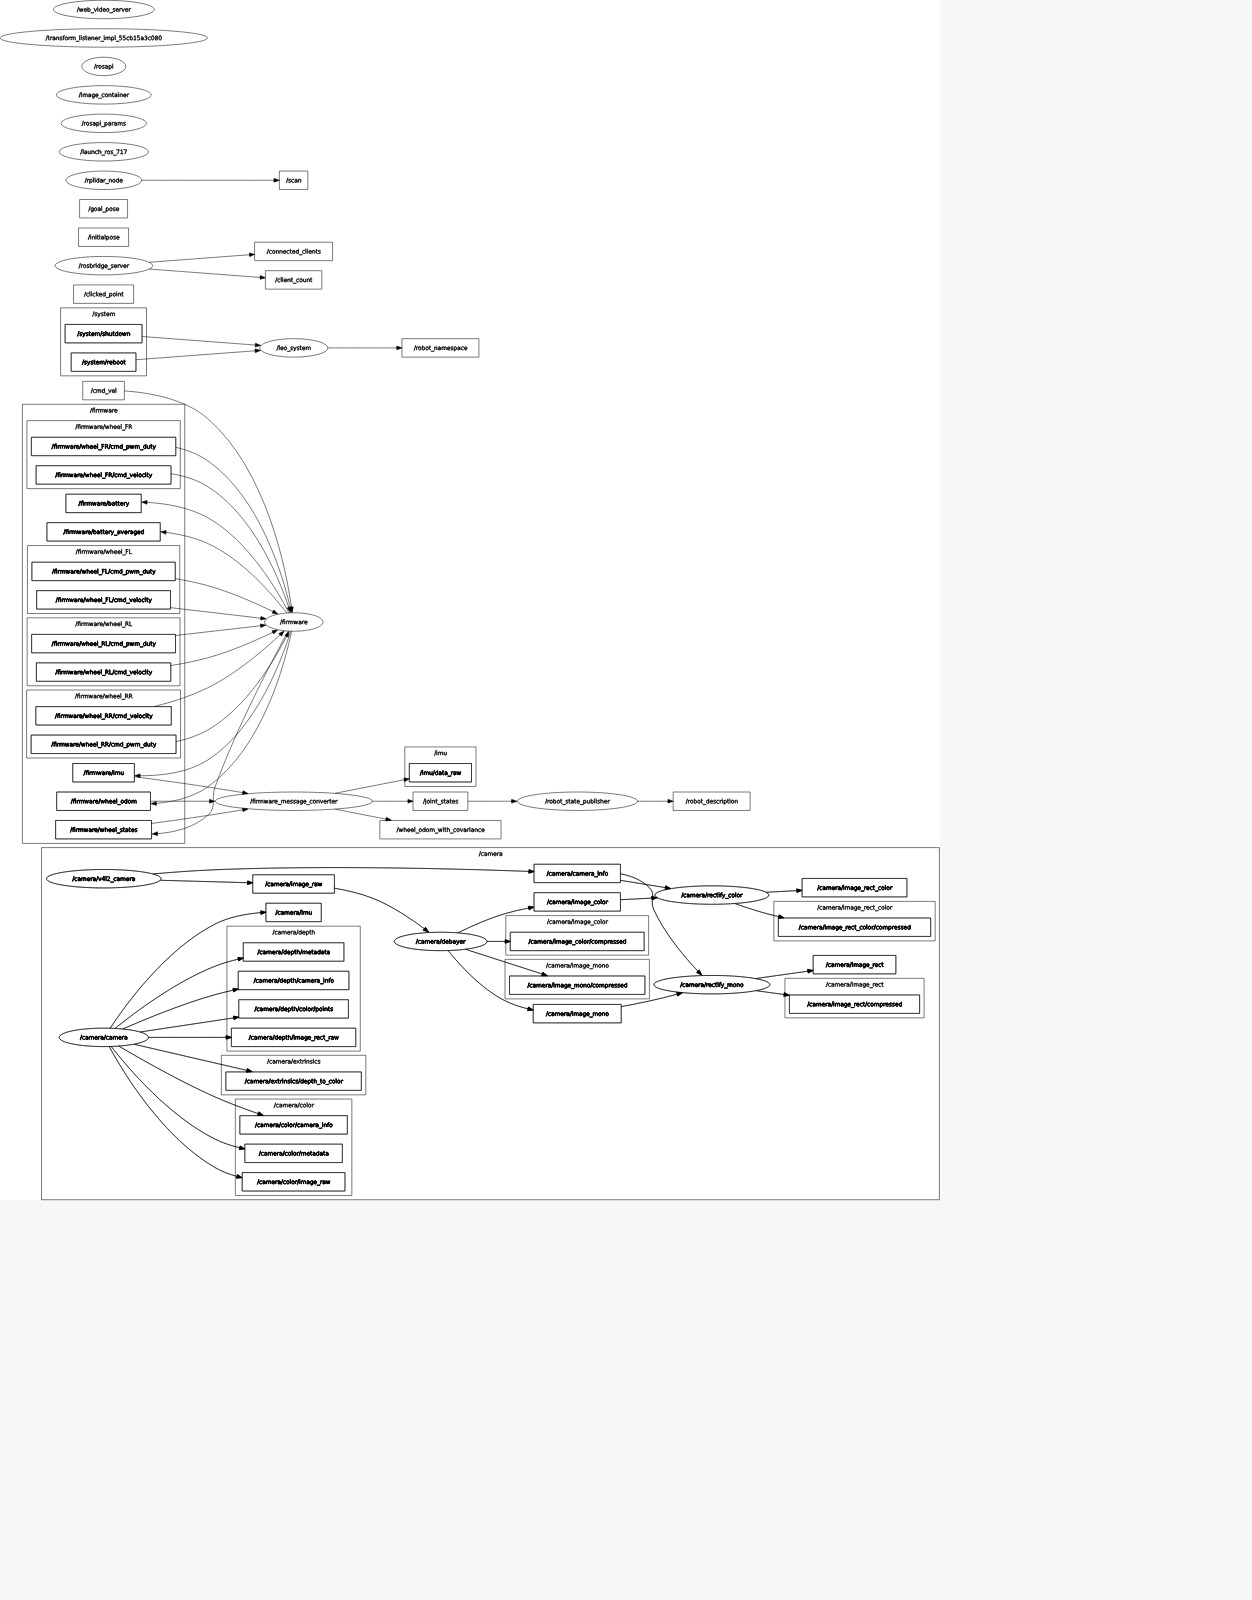 /web_video_server
/transform_listener_impl_55cb15a3c080
/rosapi
/image_container
/rosapi_params
/launch_ros_717
/rplidar_node
/scan
/goal_pose
/initialpose
/connected_clients
/rosbridge_server
/client_count
/clicked_point
/system
/system/shutdown
/leo_system
/robot_namespace
/system/reboot
/cmd_vel
/firmware
/firmware/wheel_FR
/firmware/wheel_FR/cmd_pwm_duty
/firmware/wheel_FR/cmd_velocity
/firmware/battery
/firmware/battery_averaged
/firmware/wheel_FL
/firmware/wheel_FL/cmd_pwm_duty
/firmware/wheel_FL/cmd_velocity
/firmware
/firmware/wheel_RL
/firmware/wheel_RL/cmd_pwm_duty
/firmware/wheel_RL/cmd_velocity
/firmware/wheel_RR
/firmware/wheel_RR/cmd_velocity
/firmware/wheel_RR/cmd_pwm_duty
/imu
/firmware/imu
/imu/data_raw
/firmware/wheel_odom
/firmware_message_converter
/joint_states
/robot_state_publisher
/robot_description
/firmware/wheel_states
/wheel_odom_with_covariance
/camera
/camera/v4l2_camera
/camera/image_raw
/camera/camera_info
/camera/rectify_color
/camera/image_rect_color
/camera/image_color
/camera/imu
/camera/image_rect_color
/camera/image_rect_color/compressed
/camera/image_color
/camera/debayer
/camera/image_color/compressed
/camera/depth
/camera/depth/metadata
/camera/image_mono
/camera/image_rect
/camera/depth/camera_info
/camera/image_mono/compressed
/camera/rectify_mono
/camera/image_rect
/camera/image_rect/compressed
/camera/depth/color/points
/camera/image_mono
/camera/camera
/camera/depth/image_rect_raw
/camera/extrinsics
/camera/extrinsics/depth_to_color
/camera/color
/camera/color/camera_info
/camera/color/metadata
/camera/color/image_raw